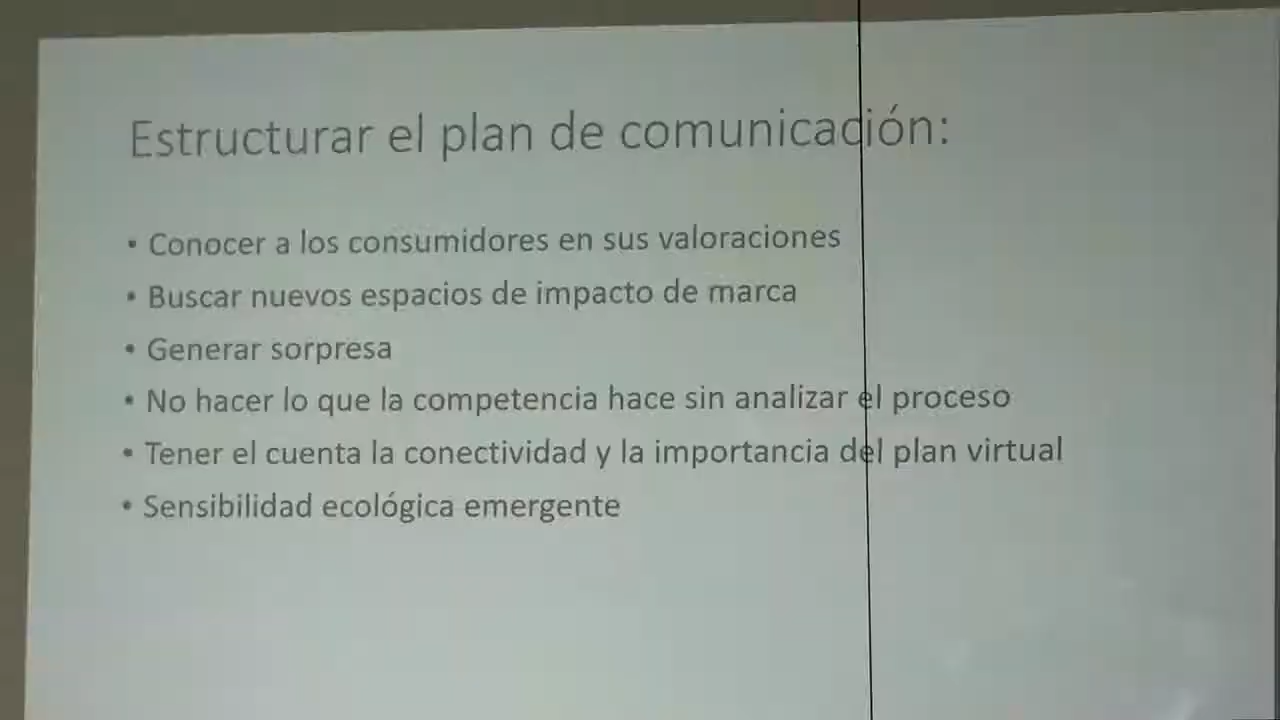 Estructurar el plan de comunicación:
• Conocer a los consumidores en sus valoraciones
• Buscar nuevos espacios de impacto de marca
• Generar sorpresa
• No hacer lo que la competencia hace sin analizar el proceso
• Tener el cuenta la conectividad y la importancia del plan virtual
• Sensibilidad ecológica emergente